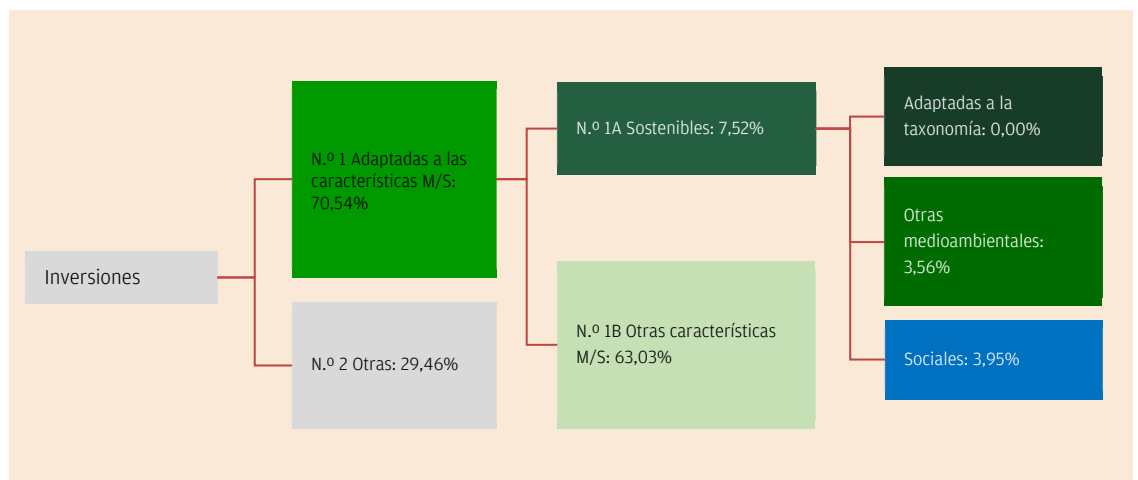 Inversiones
N.º 1 Adaptadas a las
características M/S:
70,54%
N.º 2 Otras: 29,46%
N.º 1A Sostenibles: 7,52%
N.º 1B Otras características
M/S: 63,03%
Adaptadas a la
taxonomía: 0,00%
Otras
medioambientales:
3,56%
Sociales: 3,95%